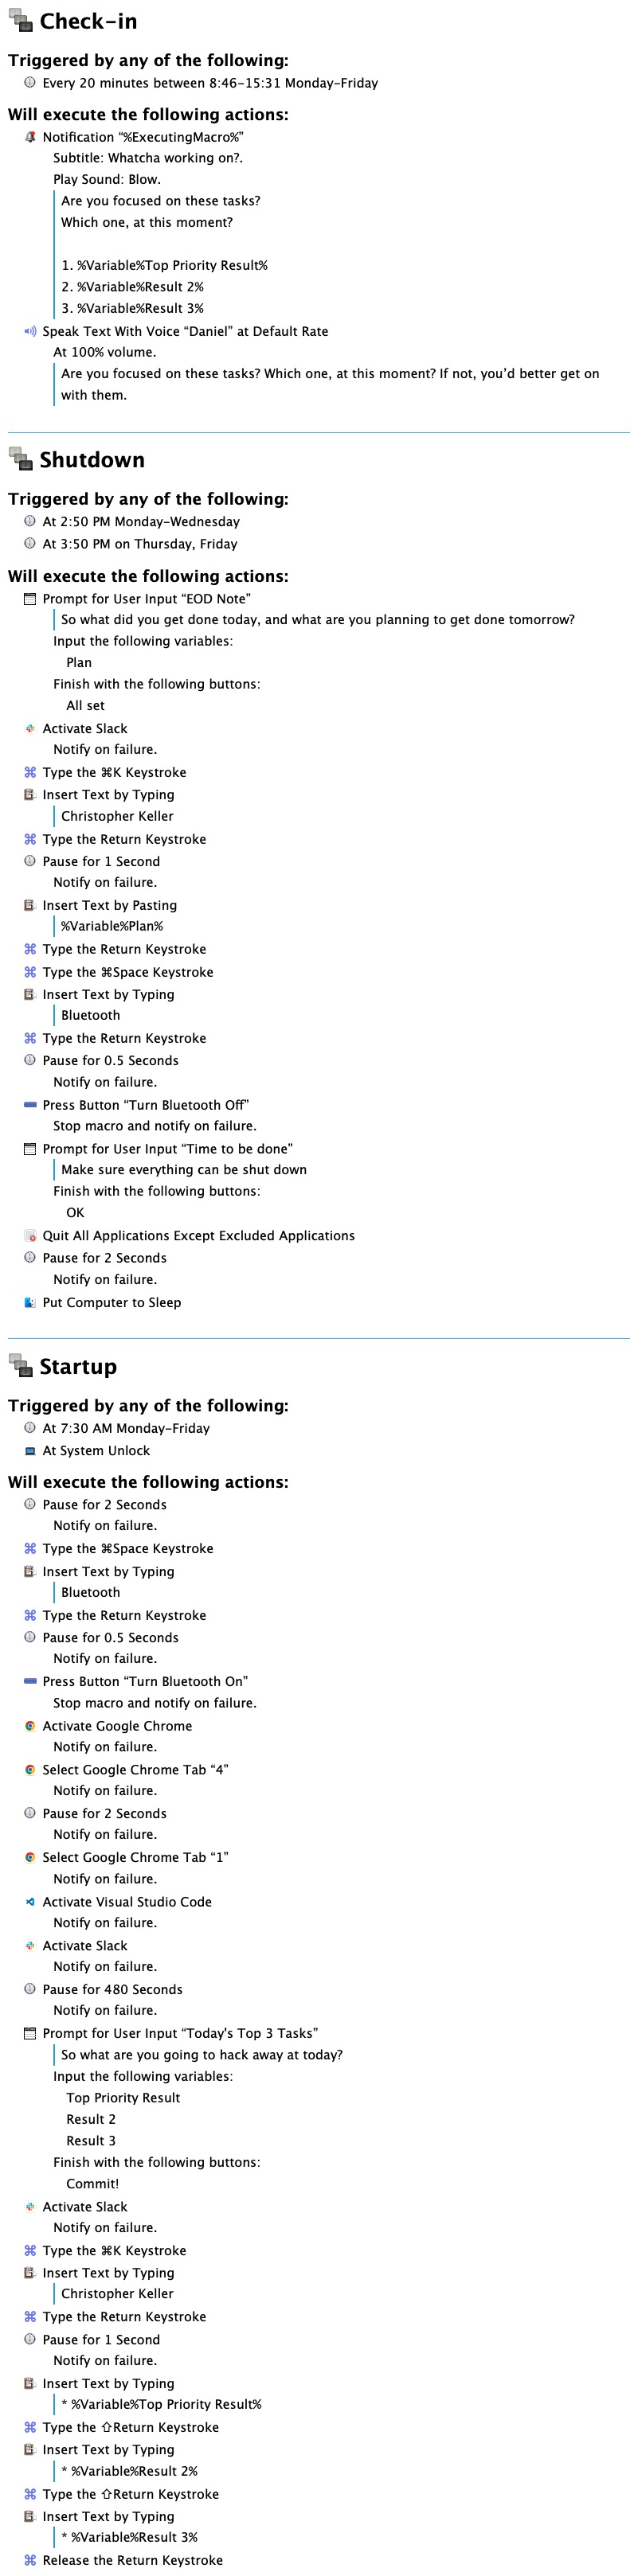 Check-in
Triggered by any of the following:
Every 20 minutes between 8:46-15:31 Monday-Friday
Will execute the following actions:
Notification “%ExecutingMacro%”
Subtitle: Whatcha working on?.
Play Sound: Blow.
Are you focused on these tasks?
Which one, at this moment?
1. %Variable%Top Priority Result%
2. %Variable%Result 2%
3. %Variable%Result 3%
Speak Text With Voice “Daniel” at Default Rate
At 100% volume.
Are you focused on these tasks? Which one, at this moment? If not, you’d better get on
with them.
Shutdown
Triggered by any of the following:
At 2:50 PM Monday-Wednesday
At 3:50 PM on Thursday, Friday
Will execute the following actions:
Prompt for User Input “EOD Note”
So what did you get done today, and what are you planning to get done tomorrow?
Input the following variables:
Plan
Finish with the following buttons:
All set
Activate Slack
Notify on failure.
Type the ⌘K Keystroke
Insert Text by Typing
Christopher Keller
Type the Return Keystroke
Pause for 1 Second
Notify on failure.
Insert Text by Pasting
%Variable%Plan%
Type the Return Keystroke
Type the ⌘Space Keystroke
Insert Text by Typing
Bluetooth
Type the Return Keystroke
Pause for 0.5 Seconds
Notify on failure.
Press Button “Turn Bluetooth Off”
Stop macro and notify on failure.
Prompt for User Input “Time to be done”
Make sure everything can be shut down
Finish with the following buttons:
OK
Quit All Applications Except Excluded Applications
Pause for 2 Seconds
Notify on failure.
Put Computer to Sleep
Startup
Triggered by any of the following:
At 7:30 AM Monday-Friday
At System Unlock
Will execute the following actions:
Pause for 2 Seconds
Notify on failure.
Type the ⌘Space Keystroke
Insert Text by Typing
Bluetooth
Type the Return Keystroke
Pause for 0.5 Seconds
Notify on failure.
Press Button “Turn Bluetooth On”
Stop macro and notify on failure.
Activate Google Chrome
Notify on failure.
Select Google Chrome Tab “4”
Notify on failure.
Pause for 2 Seconds
Notify on failure.
Select Google Chrome Tab “1”
Notify on failure.
Activate Visual Studio Code
Notify on failure.
Activate Slack
Notify on failure.
Pause for 480 Seconds
Notify on failure.
Prompt for User Input “Today's Top 3 Tasks”
So what are you going to hack away at today?
Input the following variables:
Top Priority Result
Result 2
Result 3
Finish with the following buttons:
Commit!
Activate Slack
Notify on failure.
Type the ⌘K Keystroke
Insert Text by Typing
Christopher Keller
Type the Return Keystroke
Pause for 1 Second
Notify on failure.
Insert Text by Typing
* %Variable%Top Priority Result%
Type the ⇧Return Keystroke
Insert Text by Typing
* %Variable%Result 2%
Type the ⇧Return Keystroke
Insert Text by Typing
* %Variable%Result 3%
Release the Return Keystroke